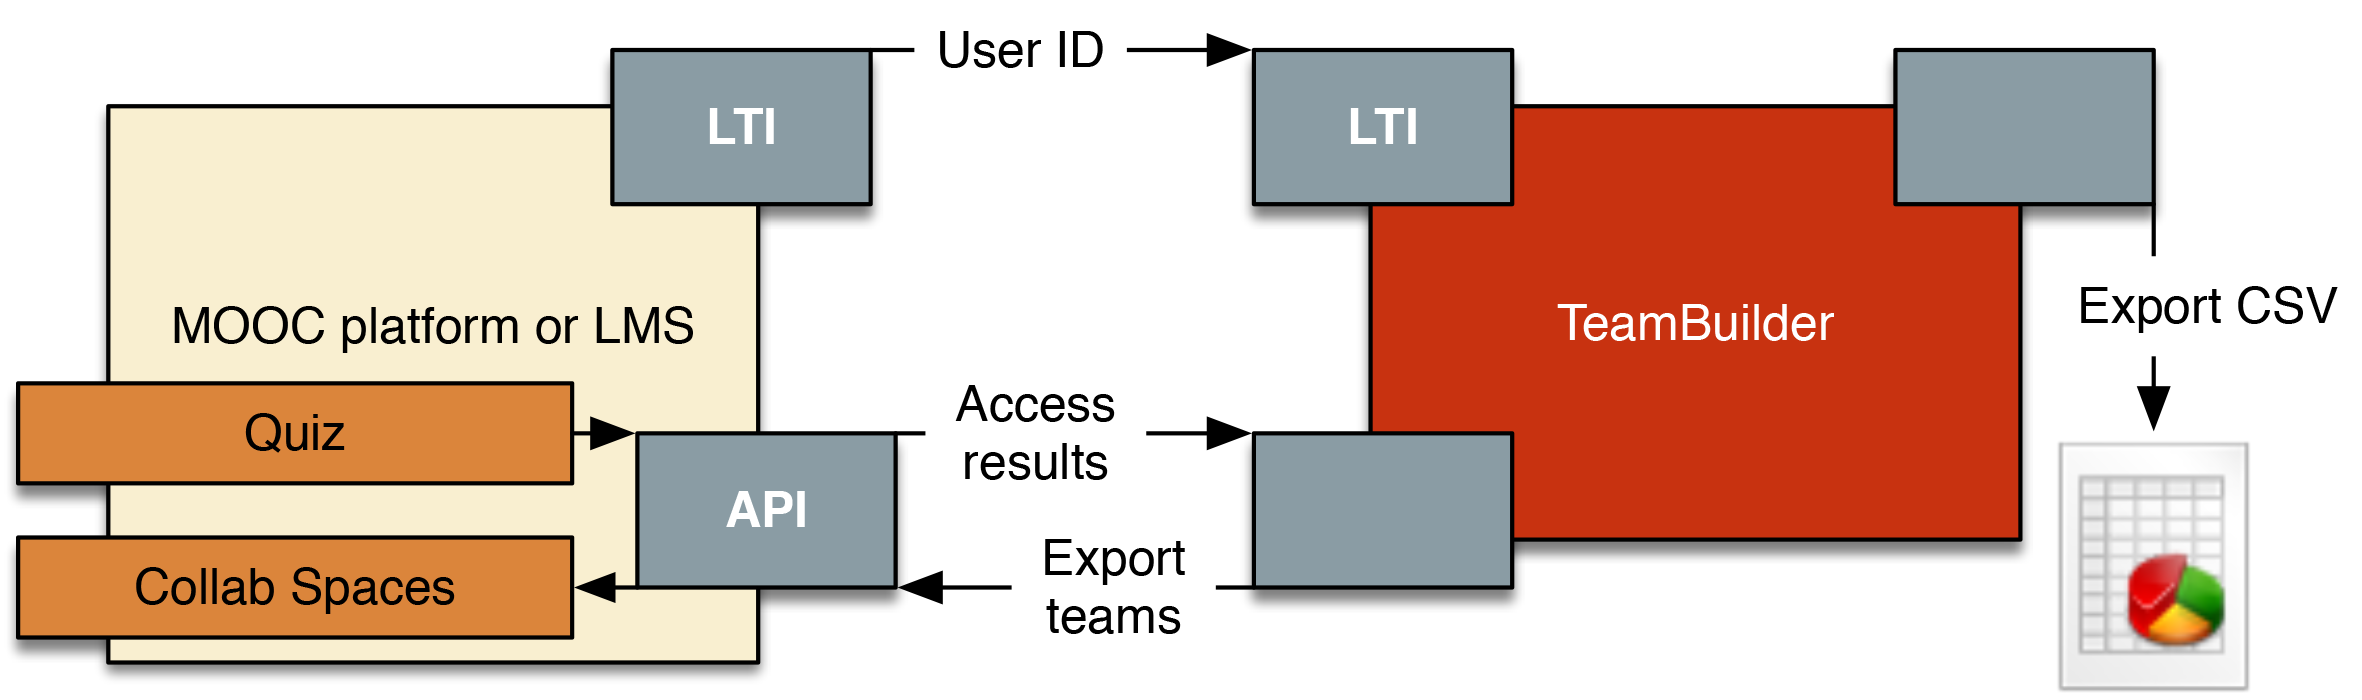 User ID
LTI
LTI
MOOC platform or LMS
TeamBuilder
Export CSV
Quiz
Access
results
API
Collab Spaces
Export
teams